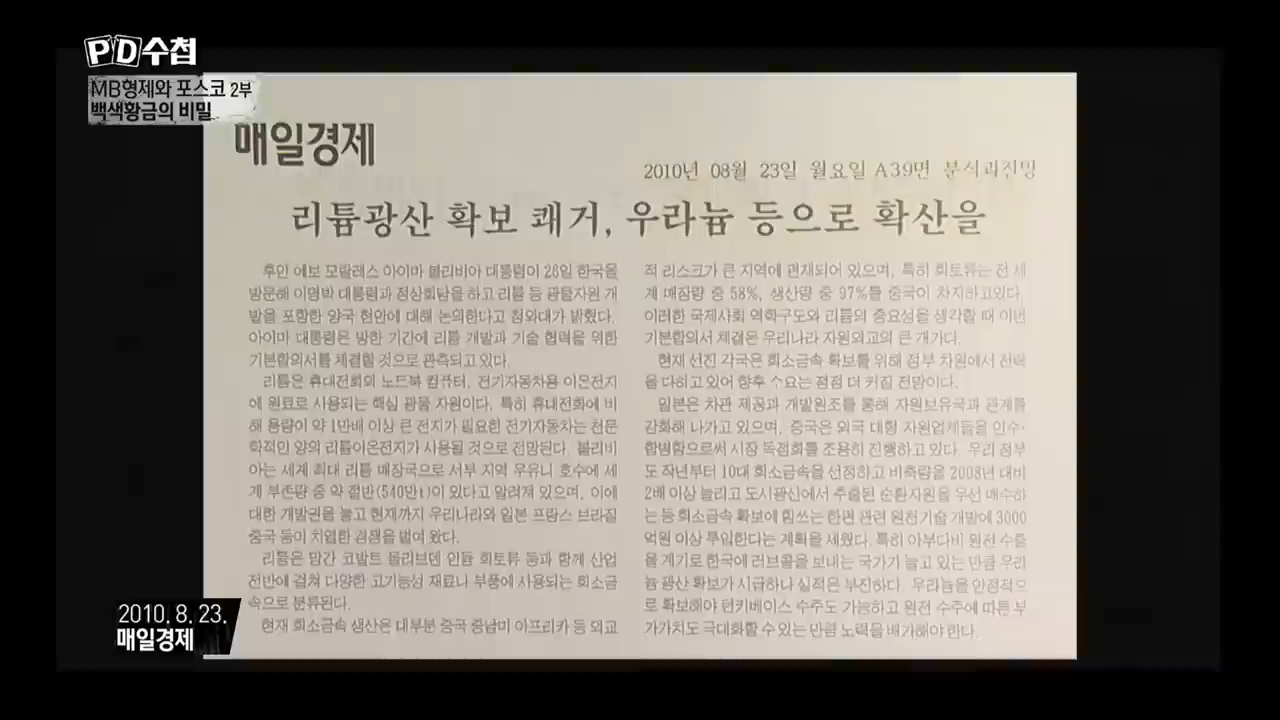 PD수첩
MB형제와 포스코 2부
백색황금의 비밀
매일경제
2010년 08월 23일 월요일 A39면 분석과전망
리튬광산 확보 쾌거, 우라늄 등으로 확산을
후안 에보 모랄레스 아이마 볼리비아 대통령이 26일 한국을
방문해 이명박 대통령과 정상회담을 하고 리튬 등 광물자원 개
발을 포함한 양국 현안에 대해 논의한다고 청와대가 밝혔다.
아이마 대통령은 방한 기간에 리튬 개발과 기술 협력을 위한
기본합의서를 체결할 것으로 관측되고 있다.
리튬은 휴대전화와 노트북 컴퓨터, 전기자동차용 이온전지
에 원료로 사용되는 핵심 광물 자원이다. 특히 휴대전화에 비
해 용량이 약 1만배 이상 큰 전지가 필요한 전기자동차는 천문
학적인 양의 리튬이온전지가 사용될 것으로 전망된다. 볼리비
아는 세계 최대 리튬 매장국으로 서부 지역 우유니 호수에 세
계 부존량 중 약 절반(540만t)이 있다고 알려져 있으며, 이에
대한 개발권을 놓고 현재까지 우리나라와 일본 프랑스 브라질
중국 등이 치열한 경쟁을 벌여 왔다.
리튬은 망간 코발트 몰리브덴 인듐 희토류 등과 함께 산업
전반에 걸쳐 다양한 고기능성 재료나 부품에 사용되는 희소금
속으로 분류된다.
현재 희소금속 생산은 대부분 중국 중남미 아프리카 등 외교
적 리스크가 큰 지역에 편재되어 있으며, 특히 희토류는 전 세
계 매장량 중 58%, 생산량 중 97%를 중국이 차지하고있다.
이러한 국제사회 역학구도와 리튬의 중요성을 생각할 때 이번
기본합의서 체결은 우리나라 자원외교의 큰 개가다.
현재 선진 각국은 희소금속 확보를 위해 정부 차원에서 전력
을 다하고 있어 향후 수요는 점점 더 커질 전망이다.
일본은 차관 제공과 개발원조를 통해 자원보유국과 관계를
강화해 나가고 있으며, 중국은 외국 대형 자원업체들을 인수·
합병함으로써 시장 독점화를 조용히 진행하고 있다. 우리 정부
도 작년부터 10대 희소금속을 선정하고 비축량을 2008년 대비
2배 이상 늘리고 도시광산에서 추출된 순환자원을 우선 매수하
는 등 희소금속 확보에 힘쓰는 한편 관련 원천기술 개발에 3000
억원 이상 투입한다는 계획을 세웠다. 특히 아부다비 원전 수출
을 계기로 한국에 러브콜을 보내는 국가가 늘고 있는 만큼 우라
늄 광산 확보가 시급하나 실적은 부진하다. 우라늄을 안정적으
로 확보해야 턴키베이스 수주도 가능하고 원전 수주에 따른 부
가가치도 극대화할 수 있는 만큼 노력을 배가해야 한다.
2010. 8. 23.
매일경제